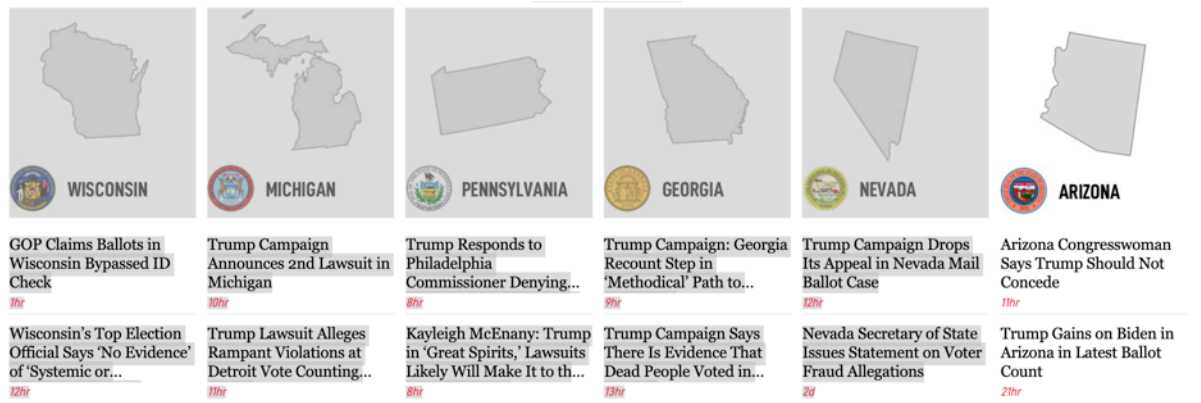 WISCONSIN
GOP Claims Ballots in
Wisconsin Bypassed ID
Check
1hr
Wisconsin's Top Election
Official Says 'No Evidence'
of 'Systemic or...
12hr
MICHIGAN
Trump Campaign
Announces 2nd Lawsuit in
Michigan
10hr
Trump Lawsuit Alleges
Rampant Violations at
Detroit Vote Counting...
11hr
PENNSYLVANIA
Trump Responds to
Philadelphia
Commissioner Denying...
8hr
Kayleigh McEnany: Trump
in 'Great Spirits,' Lawsuits
Likely Will Make It to th...
8hr
GEORGIA
Trump Campaign: Georgia
Recount Step in
'Methodical' Path to...
9hr
Trump Campaign Says
There Is Evidence That
Dead People Voted in...
13hr
NEVADA
Trump Campaign Drops
Its Appeal in Nevada Mail
Ballot Case
12hr
Nevada Secretary of State
Issues Statement on Voter
Fraud Allegations
2d
ARIZONA
Arizona Congresswoman
Says Trump Should Not
Concede
11hr
Trump Gains on Biden in
Arizona in Latest Ballot
Count
21hr